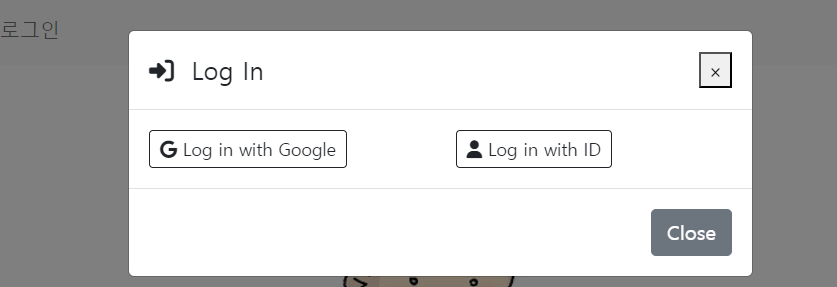 로그인
Log In
×
Log in with Google
Log in with ID
Close